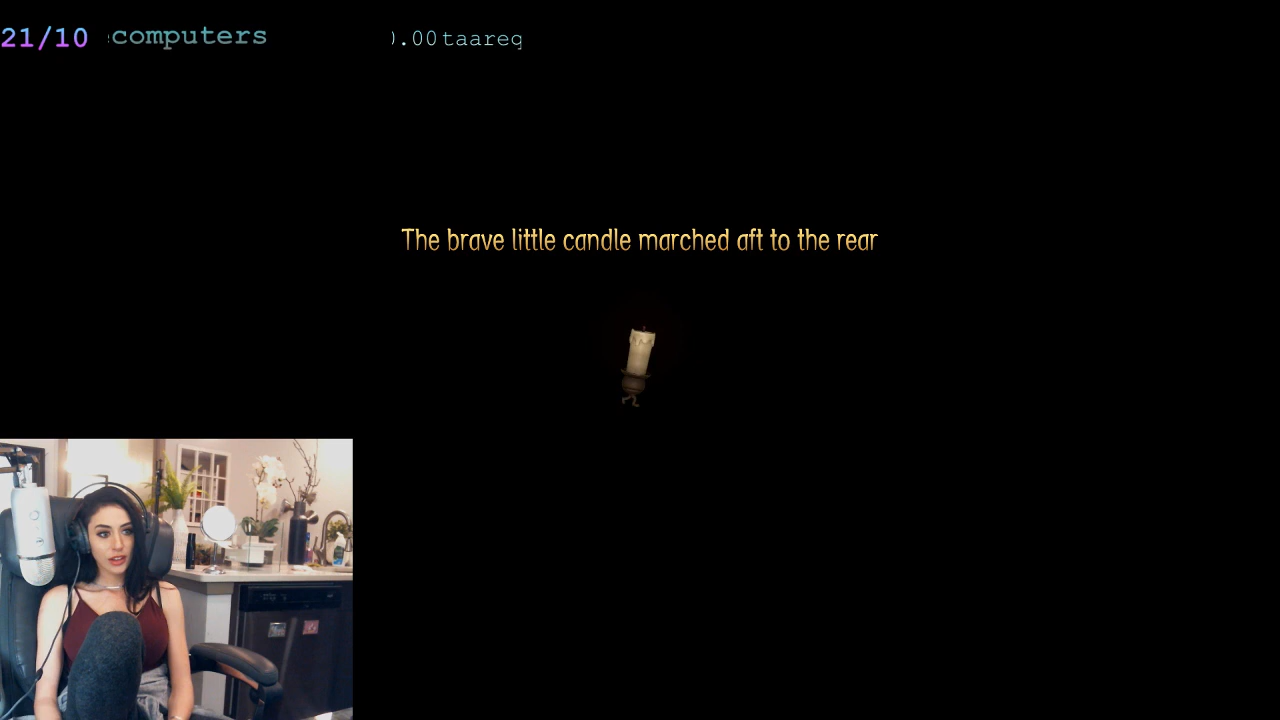 21/10 computers
.00 taareq
The brave little candle marched aft to the rear